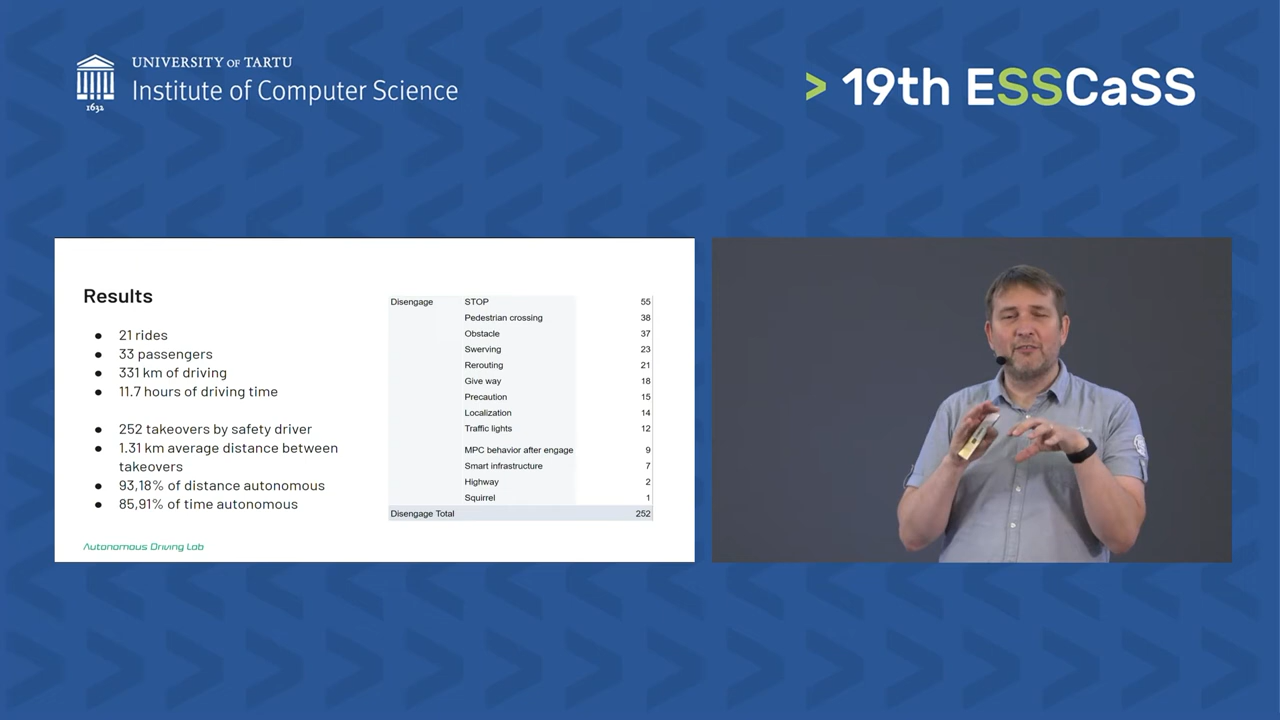 UNIVERSITY OF TARTU
Institute of Computer Science
1632
> 19th ESSCaSS
Results
● 21 rides
● 33 passengers
● 331 km of driving
● 11.7 hours of driving time
● 252 takeovers by safety driver
● 1.31 km average distance between
takeovers
● 93,18% of distance autonomous
● 85,91% of time autonomous
Autonomous Driving Lab
Disengage STOP 55
Pedestrian crossing 38
Obstacle 37
Swerving 23
Rerouting 21
Give way 18
Precaution 15
Localization 14
Traffic lights 12
MPC behavior after engage 9
Smart infrastructure 7
Highway 2
Squirrel 1
Disengage Total 252